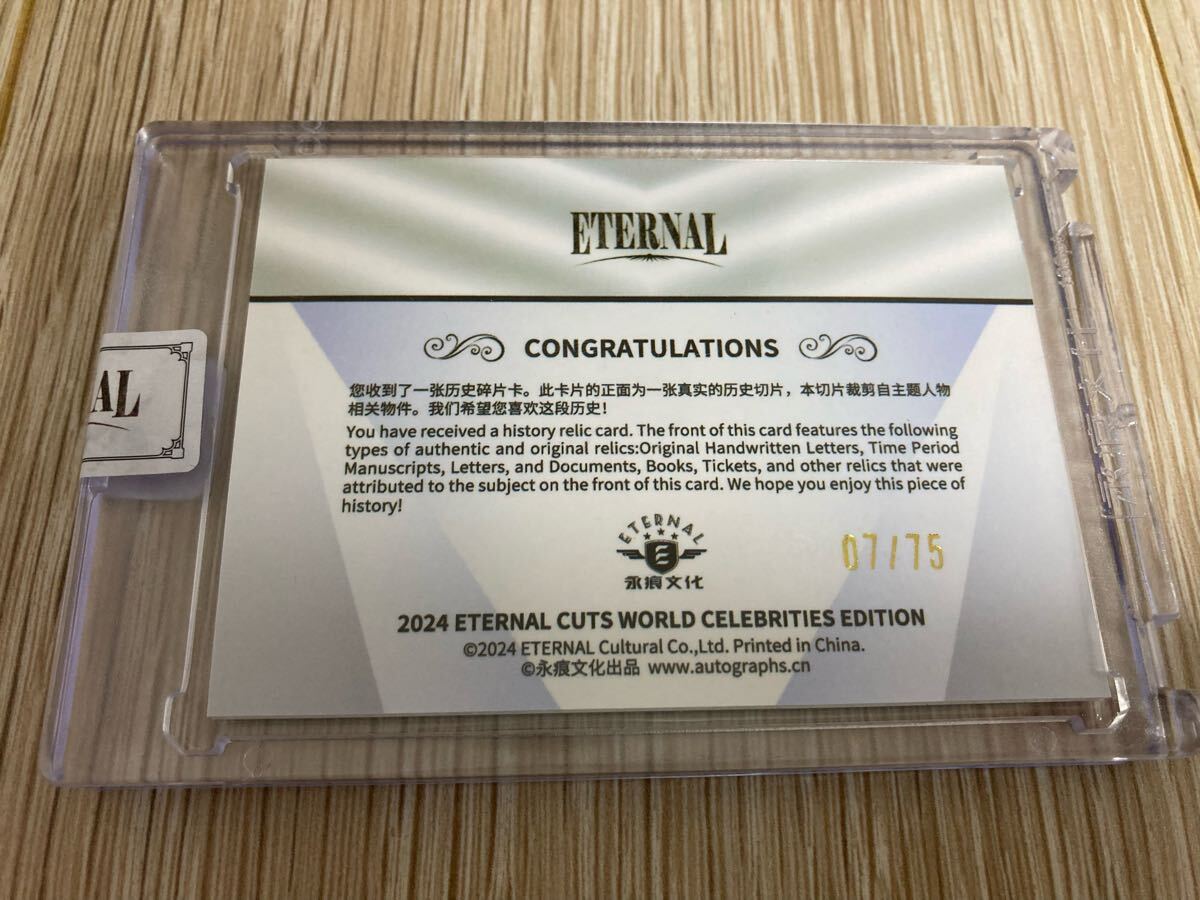 ETERNAL
CONGRATULATIONS
AL
您收到了一张历史碎片卡。此卡片的正面为一张真实的历史切片，本切片裁剪自主题人物
相关物件。我们希望您喜欢这段历史！
You have received a history relic card. The front of this card features the following
types of authentic and original relics:Original Handwritten Letters, Time Period
Manuscripts, Letters, and Documents, Books, Tickets, and other relics that were
attributed to the subject on the front of this card. We hope you enjoy this piece of
history!
ETERNAL
E
永痕文化
07/75
2024 ETERNAL CUTS WORLD CELEBRITIES EDITION
©2024 ETERNAL Cultural Co.,Ltd. Printed in China.
©永痕文化出品 www.autographs.cn